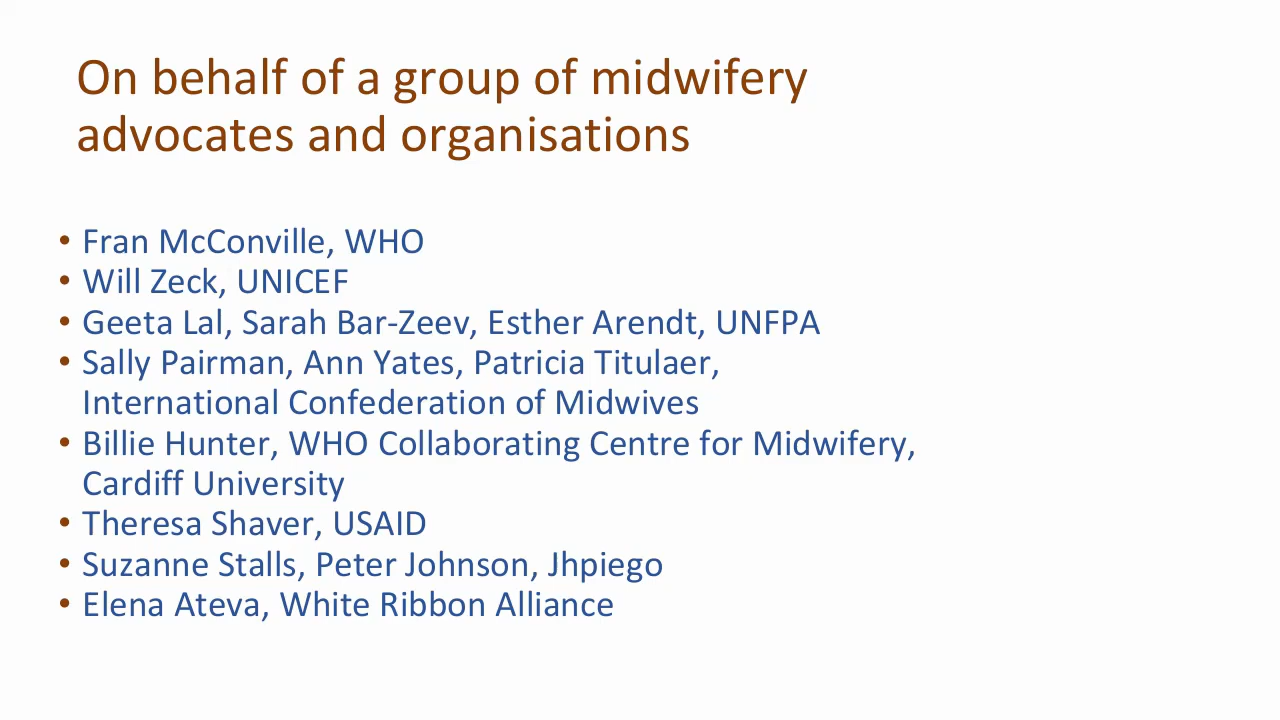 On behalf of a group of midwifery
advocates and organisations
• Fran McConville, WHO
• Will Zeck, UNICEF
• Geeta Lal, Sarah Bar-Zeev, Esther Arendt, UNFPA
• Sally Pairman, Ann Yates, Patricia Titulaer,
International Confederation of Midwives
• Billie Hunter, WHO Collaborating Centre for Midwifery,
Cardiff University
• Theresa Shaver, USAID
• Suzanne Stalls, Peter Johnson, Jhpiego
• Elena Ateva, White Ribbon Alliance